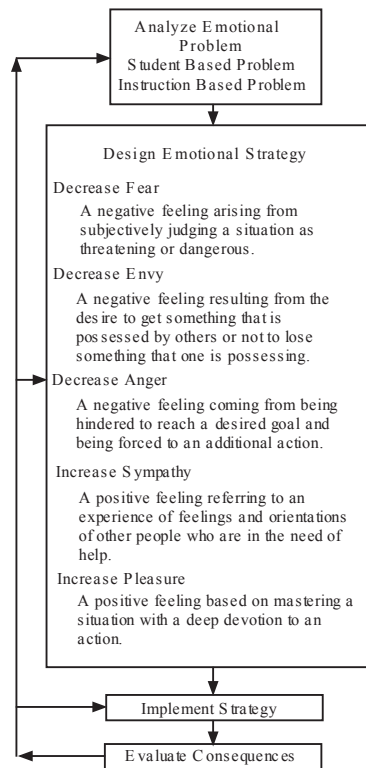 Analyze Emotional
Problem
Student Based Problem
Instruction Based Problem
Design Emotional Strategy
Decrease Fear
A negative feeling arising from
subjectively judging a situation as
threatening or dangerous.
Decrease Envy
A negative feeling resulting from the
desire to get something that is
possessed by others or not to lose
something that one is possessing.
Decrease Anger
A negative feeling coming from being
hindered to reach a desired goal and
being forced to an additional action.
Increase Sympathy
A positive feeling referring to an
experience of feelings and orientations
of other people who are in the need of
help.
Increase Pleasure
A positive feeling based on mastering a
situation with a deep devotion to an
action.
Implement Strategy
Evaluate Consequences